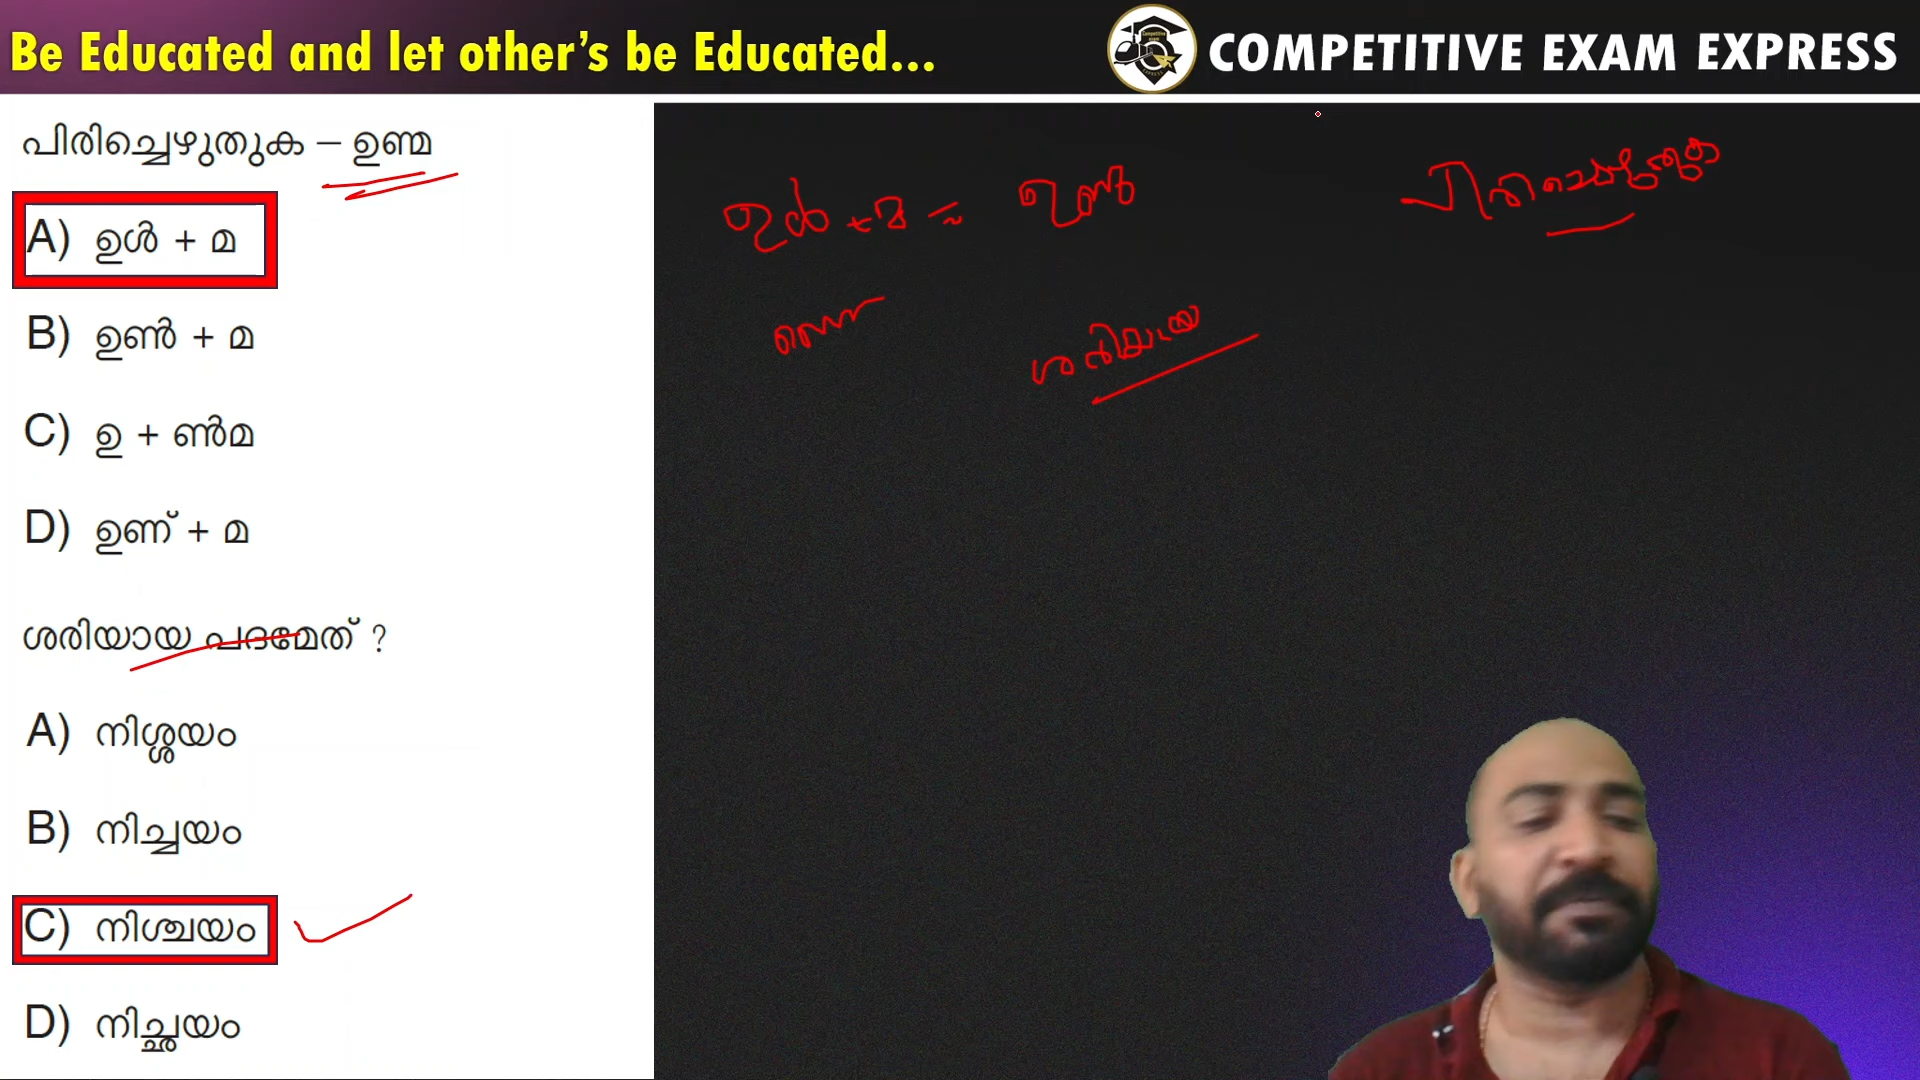 Be Educated and let other's be Educated...
COMPETITIVE EXAM EXPRESS
പിരിച്ചെഴുതുക – ഉണ്മ
A) ഉൾ + മ
B) ഉൺ + മ
C) ഉ + ൺമ
D) ഉണ് + മ
ശരിയായ പദമേത് ?
A) നിശ്ശയം
B) നിച്ചയം
C) നിശ്ചയം
D) നിച്ഛയം
ഉൾ + മ = ഉണ്മ
പിരിച്ചെഴുതുക
ശരിയായ